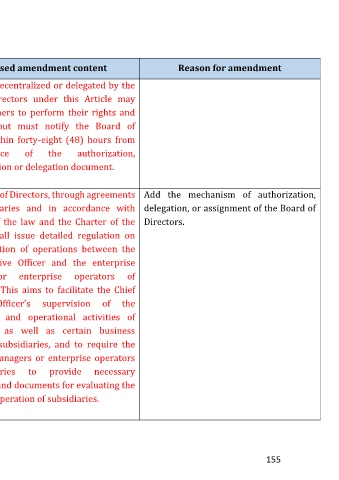 sed amendment content
Reason for amendment
ecentralized or delegated by the
rectors under this Article may
ners to perform their rights and
but must notify the Board of
thin forty-eight (48) hours from
ce of the authorization,
ion or delegation document.
of Directors, through agreements
aries and in accordance with
f the law and the Charter of the
all issue detailed regulation on
tion of operations between the
ive Officer and the enterprise
or enterprise operators of
This aims to facilitate the Chief
Officer's supervision of the
and operational activities of
as well as certain business
subsidiaries, and to require the
anagers or enterprise operators
ries to provide necessary
und documents for evaluating the
peration of subsidiaries.
Add the mechanism of authorization,
delegation, or assignment of the Board of
Directors.
155